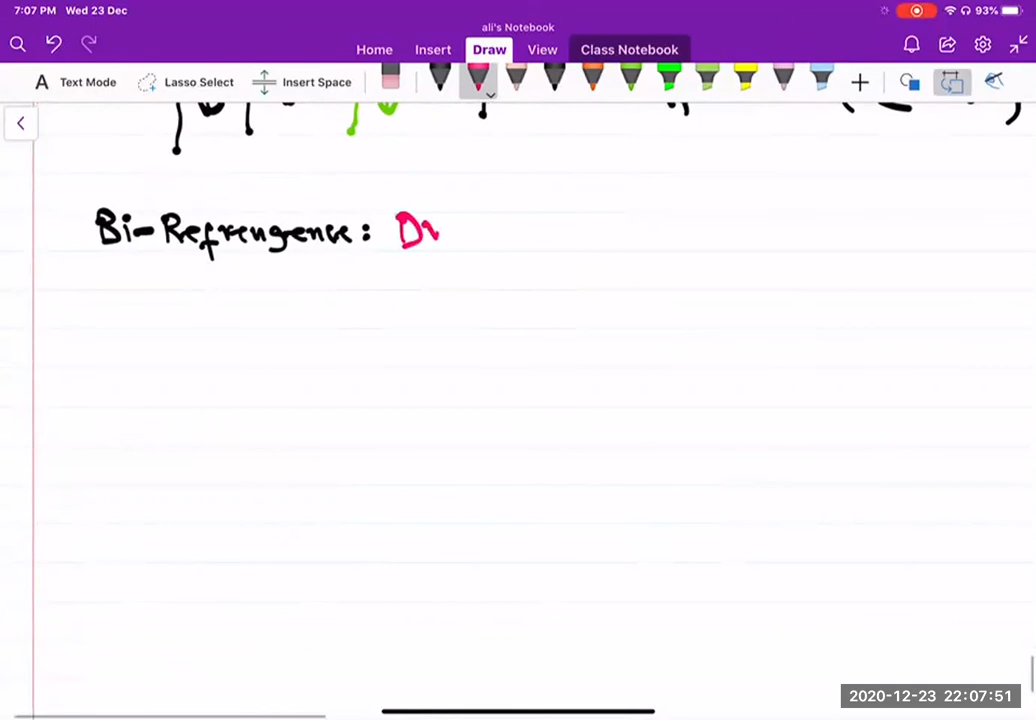 7:07 PM Wed 23 Dec
93%
ali's Notebook
Home Insert Draw View Class Notebook
A Text Mode Lasso Select Insert Space
Bi-Refrengence:
2020-12-23 22:07:51